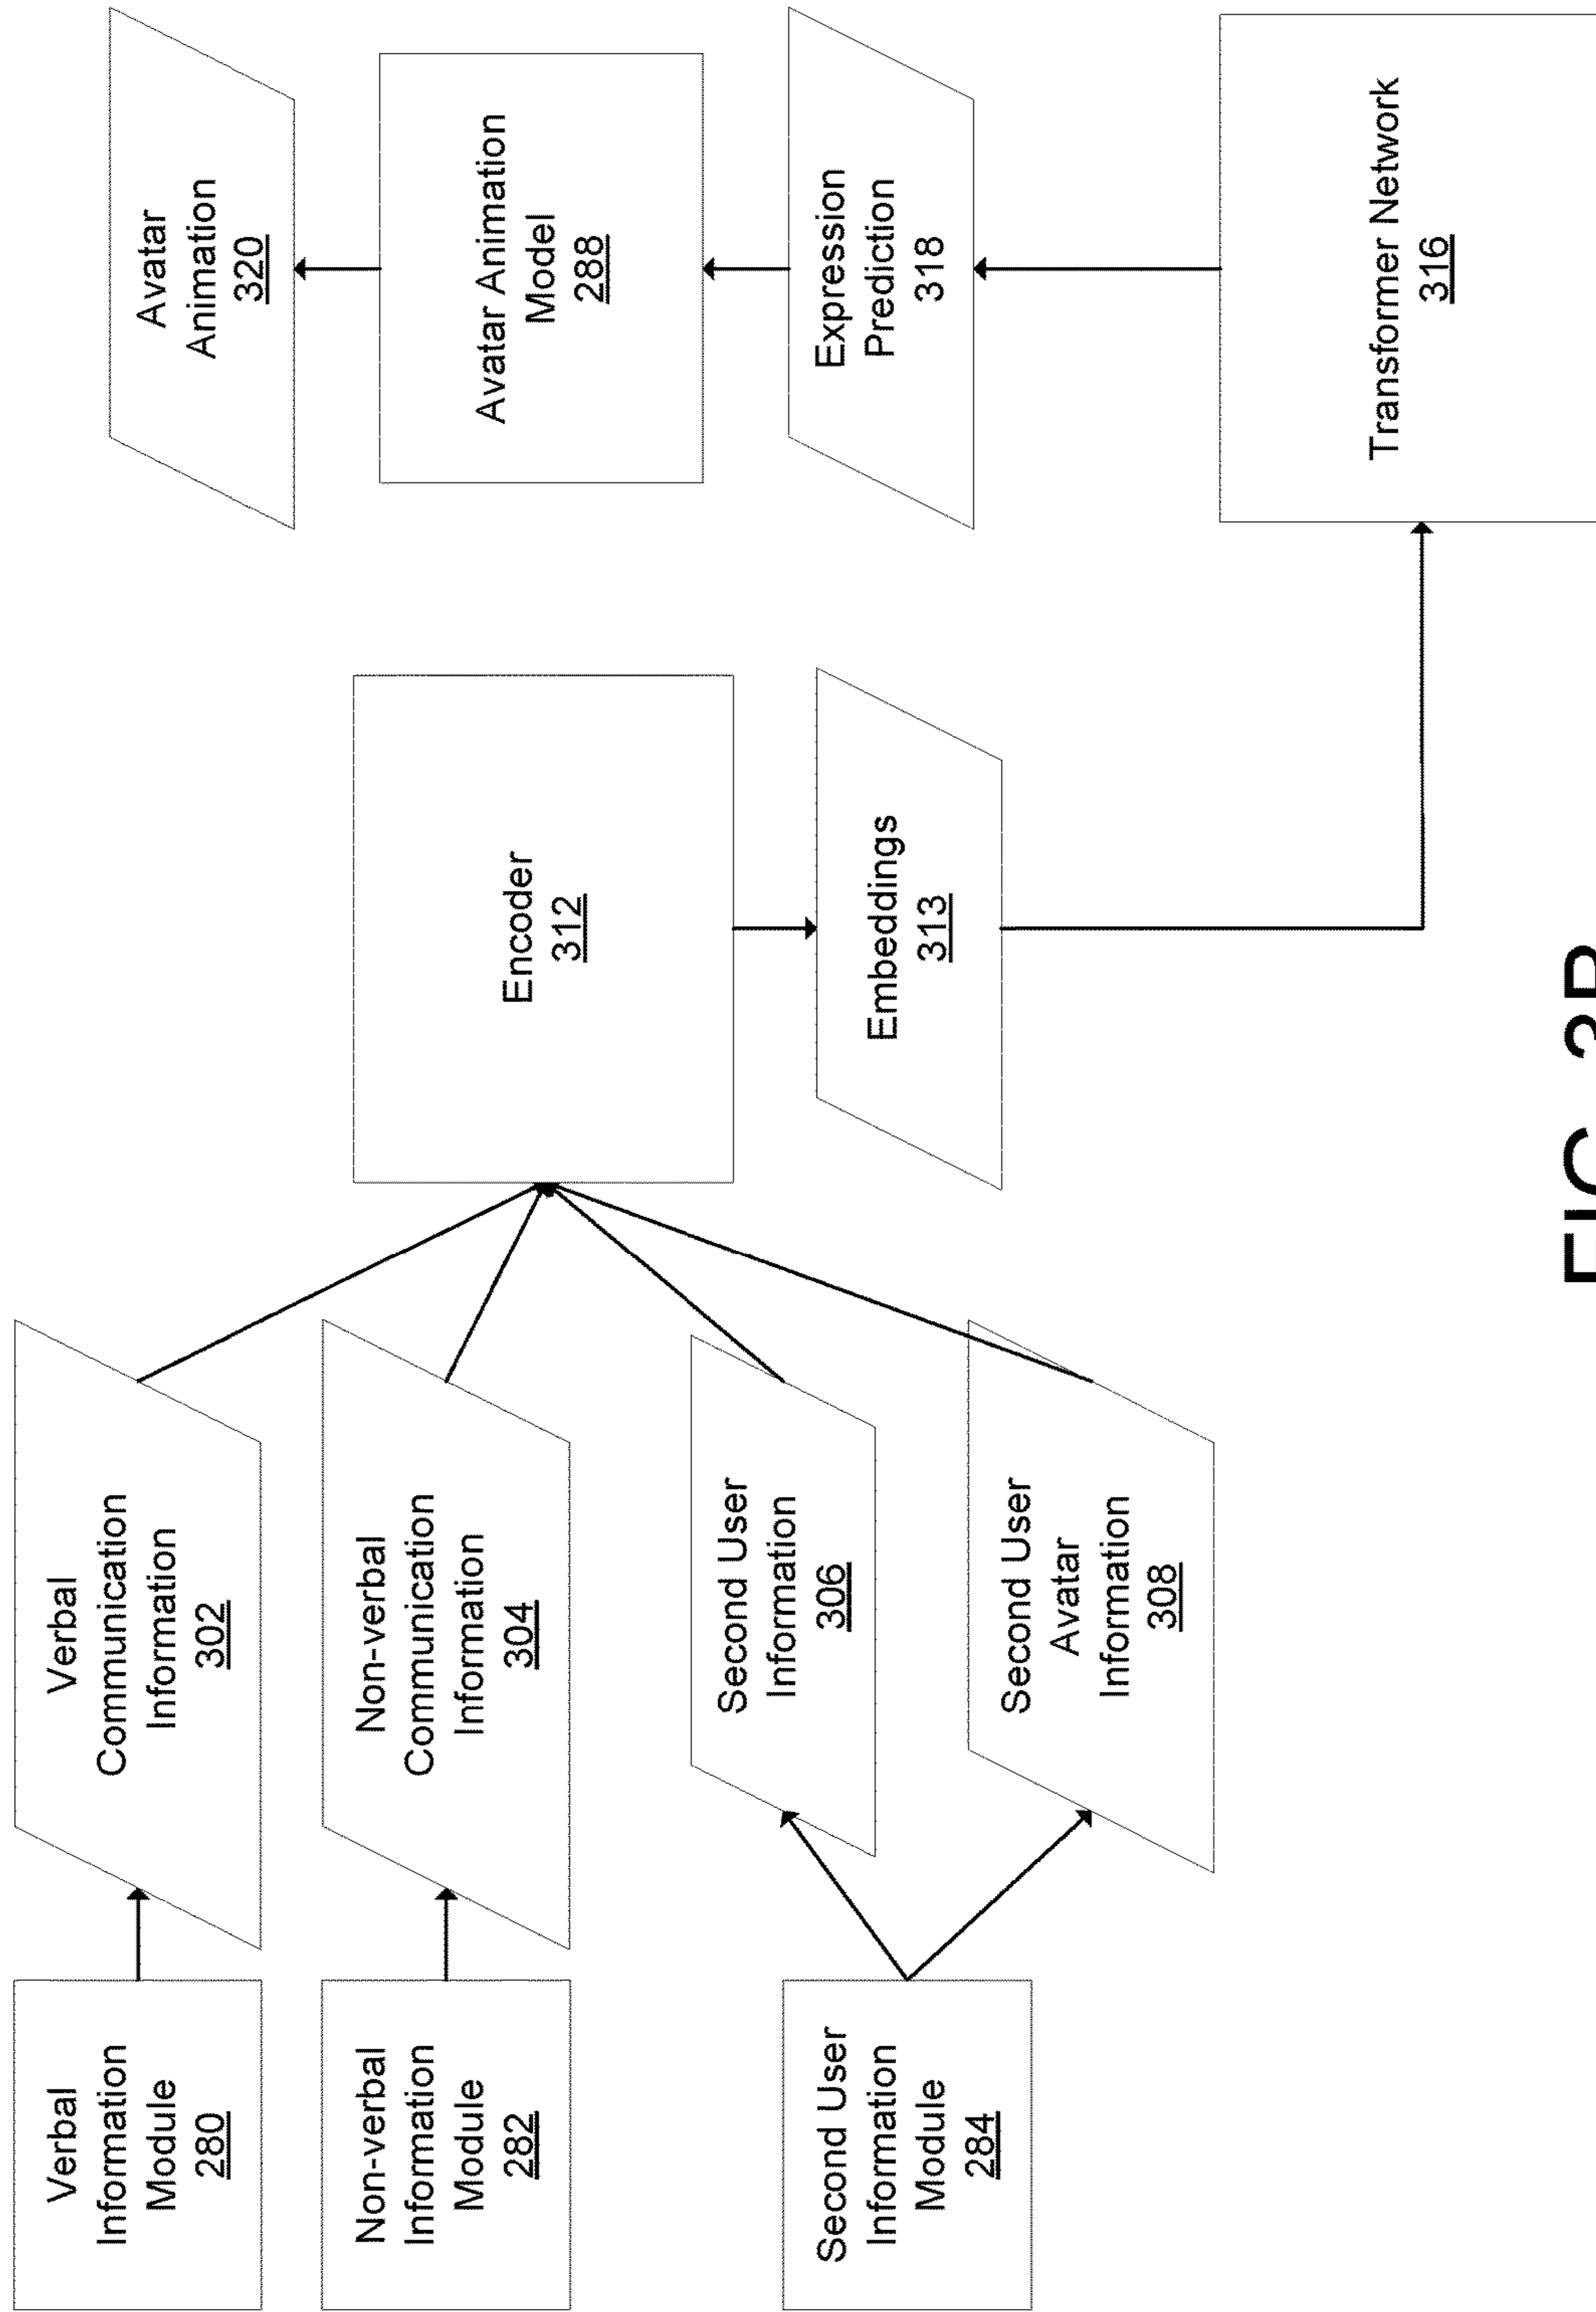 Verbal
Information
Module
280
Verbal
Communication
Information
302
Non-verbal
Information
Module
282
Non-verbal
Communication
Information
304
Second User
Information
Module
284
Second User
Information
306
Second User
Avatar
Information
308
Encoder
312
Embeddings
313
Transformer Network
316
Expression
Prediction
318
Avatar Animation
Model
288
Avatar
Animation
320